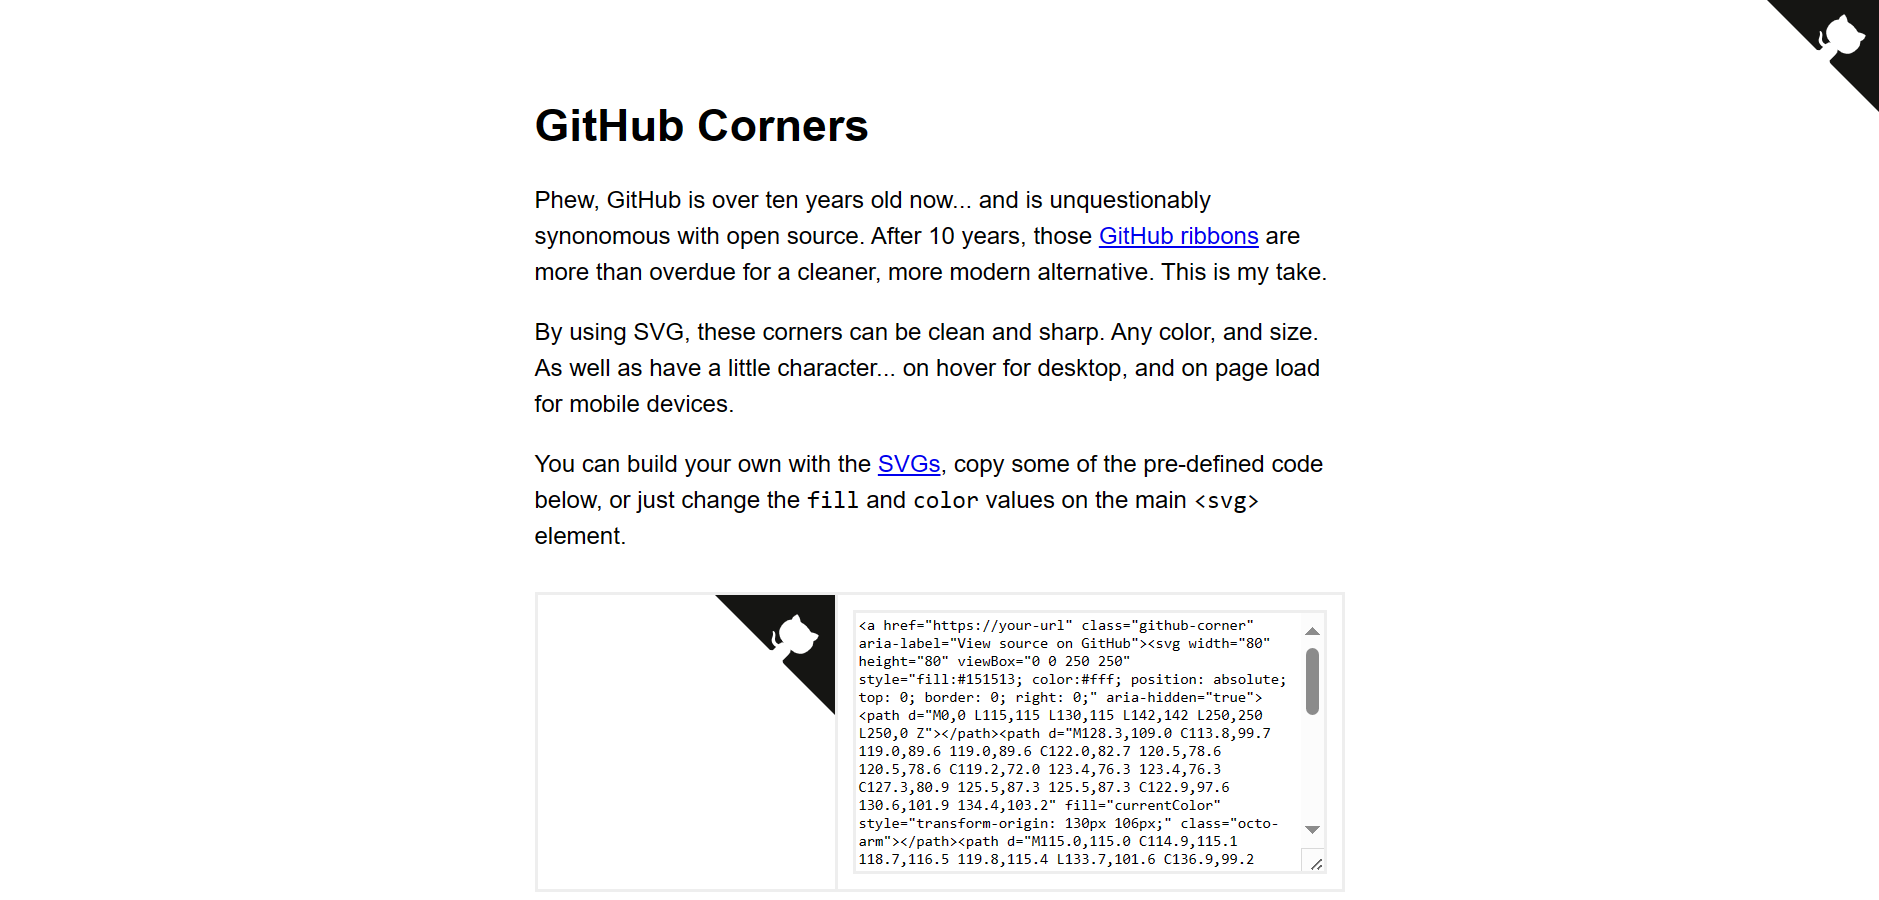 GitHub Corners
Phew, GitHub is over ten years old now... and is unquestionably
synonomous with open source. After 10 years, those GitHub ribbons are
more than overdue for a cleaner, more modern alternative. This is my take.
By using SVG, these corners can be clean and sharp. Any color, and size.
As well as have a little character... on hover for desktop, and on page load
for mobile devices.
You can build your own with the SVGs, copy some of the pre-defined code
below, or just change the fill and color values on the main <svg>
element.
<a href="https://your-url" class="github-corner"
aria-label="View source on GitHub"><svg width="80"
height="80" viewBox="0 0 250 250"
style="fill:#151513; color:#fff; position: absolute;
top: 0; border: 0; right: 0;" aria-hidden="true">
<path d="M0,0 L115,115 L130,115 L142,142 L250,250
L250,0 Z"></path><path d="M128.3,109.0 C113.8,99.7
119.0,89.6 119.0,89.6 C122.0,82.7 120.5,78.6
120.5,78.6 C119.2,72.0 123.4,76.3 123.4,76.3
C127.3,80.9 125.5,87.3 125.5,87.3 C122.9,97.6
130.6,101.9 134.4,103.2" fill="currentColor"
style="transform-origin: 130px 106px;" class="octo-
arm"></path><path d="M115.0,115.0 C114.9,115.1
118.7,116.5 119.8,115.4 L133.7,101.6 C136.9,99.2